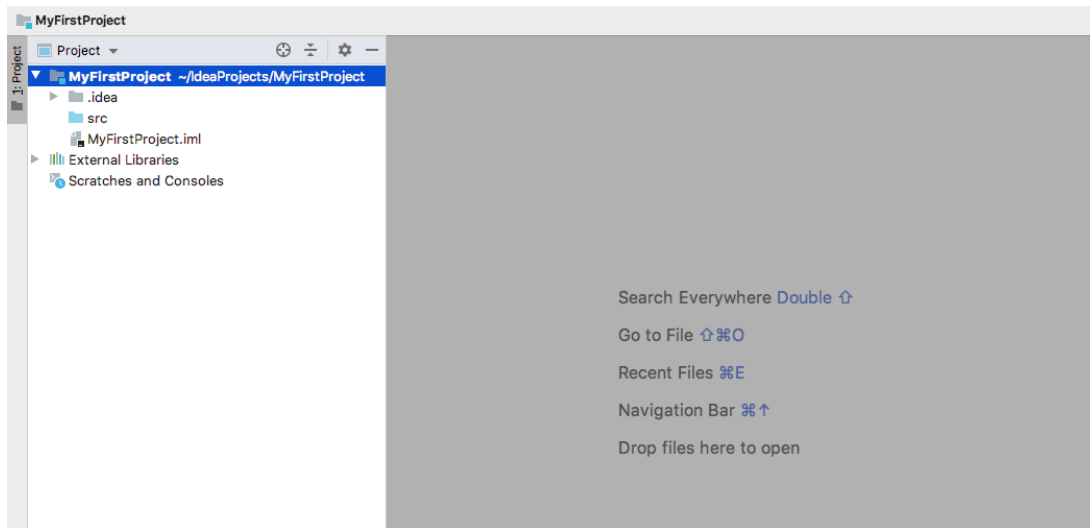 MyFirstProject
1: Project
Project
MyFirstProject ~/IdeaProjects/MyFirstProject
.idea
src
MyFirstProject.iml
External Libraries
Scratches and Consoles
Search Everywhere Double ⇧
Go to File ⇧⌘O
Recent Files ⌘E
Navigation Bar ⌘↑
Drop files here to open